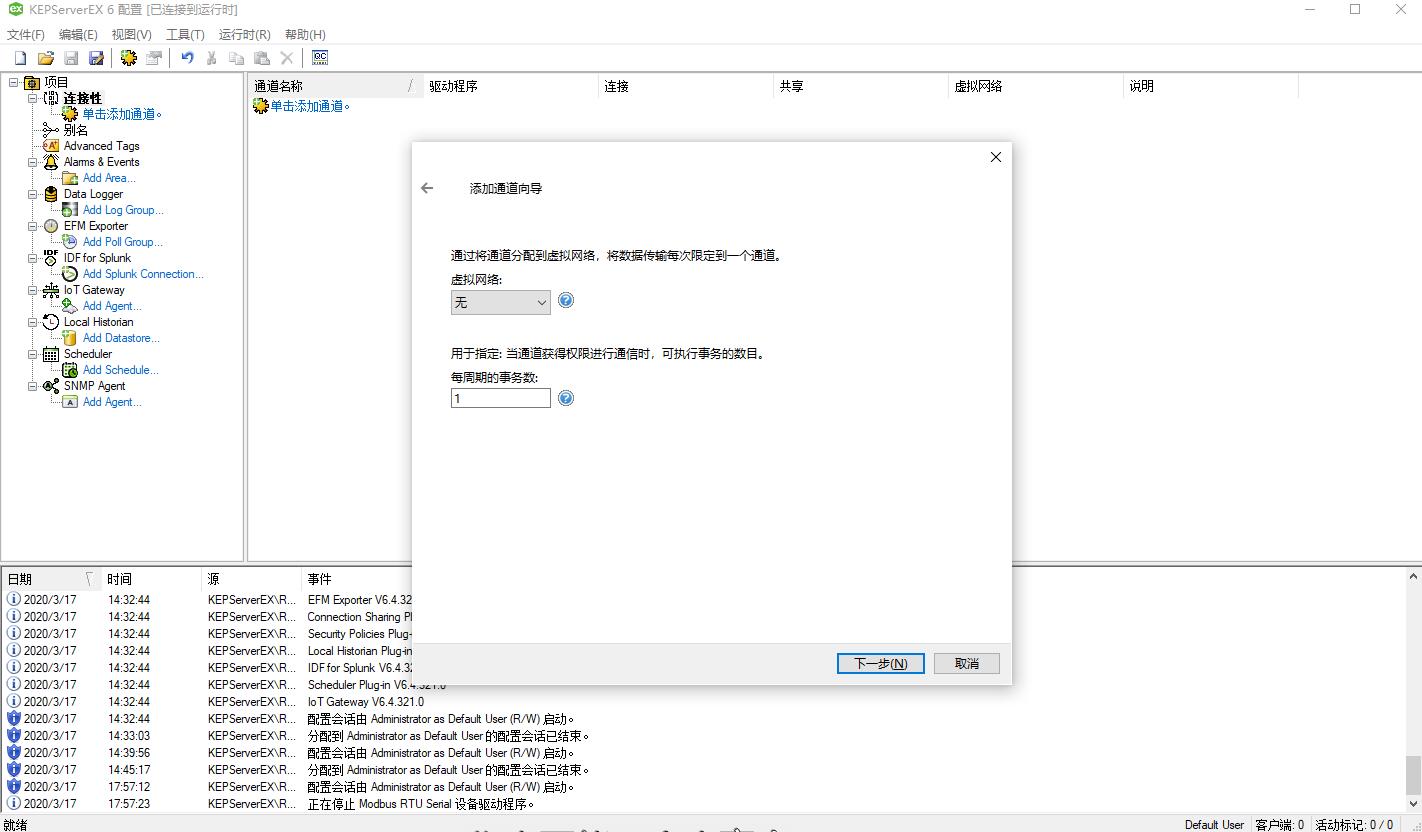 KEPServerEX 6 配置 [已连接到运行时]
文件(F) 编辑(E) 视图(V) 工具(T) 运行时(R) 帮助(H)
项目
连接性
单击添加通道。
别名
Advanced Tags
Alarms & Events
Add Area...
Data Logger
Add Log Group...
EFM Exporter
Add Poll Group...
IDF for Splunk
Add Splunk Connection...
IoT Gateway
Add Agent...
Local Historian
Add Datastore...
Scheduler
Add Schedule...
SNMP Agent
Add Agent...
通道名称 驱动程序 连接 共享 虚拟网络 说明
单击添加通道。
添加通道向导
通过将通道分配到虚拟网络，将数据传输每次限定到一个通道。
虚拟网络:
无
用于指定: 当通道获得权限进行通信时，可执行事务的数目。
每周期的事务数:
1
下一步(N) 取消
日期 时间 源 事件
2020/3/17 14:32:44 KEPServerEX\R... EFM Exporter V6.4.32
2020/3/17 14:32:44 KEPServerEX\R... Connection Sharing Pl
2020/3/17 14:32:44 KEPServerEX\R... Security Policies Plug-
2020/3/17 14:32:44 KEPServerEX\R... Local Historian Plug-in
2020/3/17 14:32:44 KEPServerEX\R... IDF for Splunk V6.4.32
2020/3/17 14:32:44 KEPServerEX\R... Scheduler Plug-in V6.4.321.0
2020/3/17 14:32:44 KEPServerEX\R... IoT Gateway V6.4.321.0
2020/3/17 14:32:44 KEPServerEX\R... 配置会话由 Administrator as Default User (R/W) 启动。
2020/3/17 14:33:03 KEPServerEX\R... 分配到 Administrator as Default User 的配置会话已结束。
2020/3/17 14:39:56 KEPServerEX\R... 配置会话由 Administrator as Default User (R/W) 启动。
2020/3/17 14:45:17 KEPServerEX\R... 分配到 Administrator as Default User 的配置会话已结束。
2020/3/17 17:57:12 KEPServerEX\R... 配置会话由 Administrator as Default User (R/W) 启动。
2020/3/17 17:57:23 KEPServerEX\R... 正在停止 Modbus RTU Serial 设备驱动程序。
就绪 Default User 客户端: 0 活动标记: 0 / 0